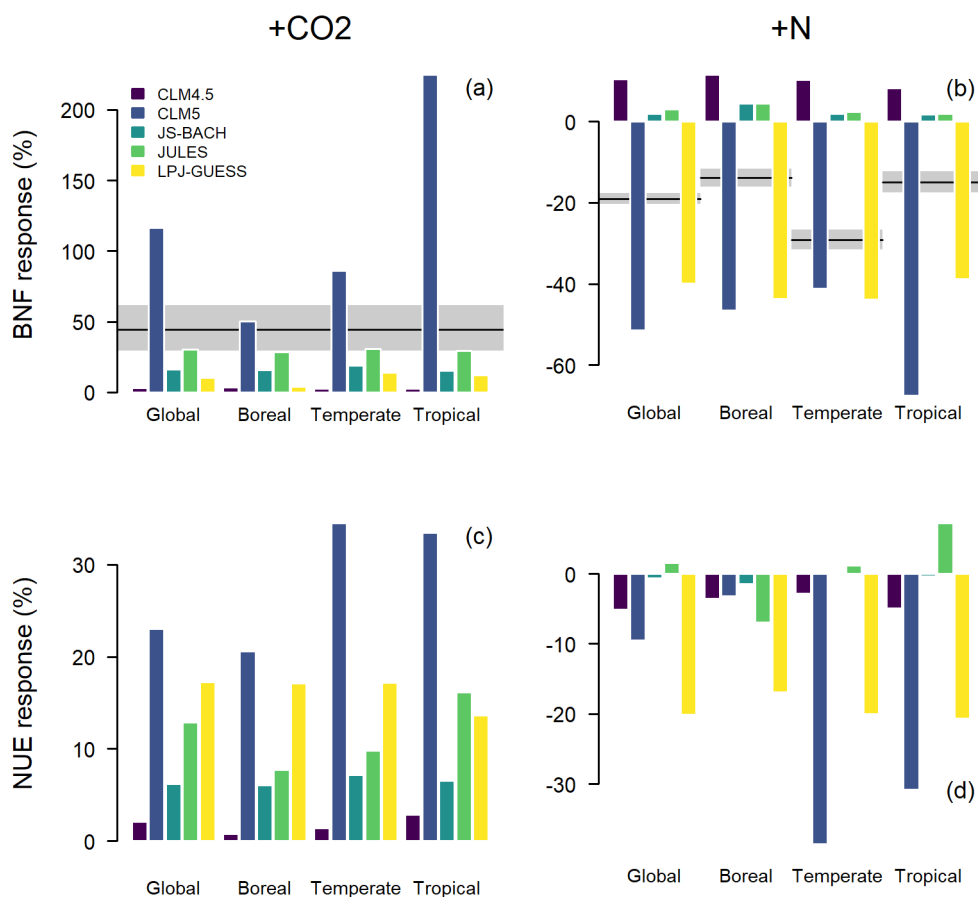 +CO2
+N
BNF response (%)
200
150
100
50
0
(a)
CLM4.5
CLM5
JS-BACH
JULES
LPJ-GUESS
Global Boreal Temperate Tropical
0
-20
-40
-60
(b)
Global Boreal Temperate Tropical
NUE response (%)
30
20
10
0
(c)
Global Boreal Temperate Tropical
0
-10
-20
-30
(d)
Global Boreal Temperate Tropical